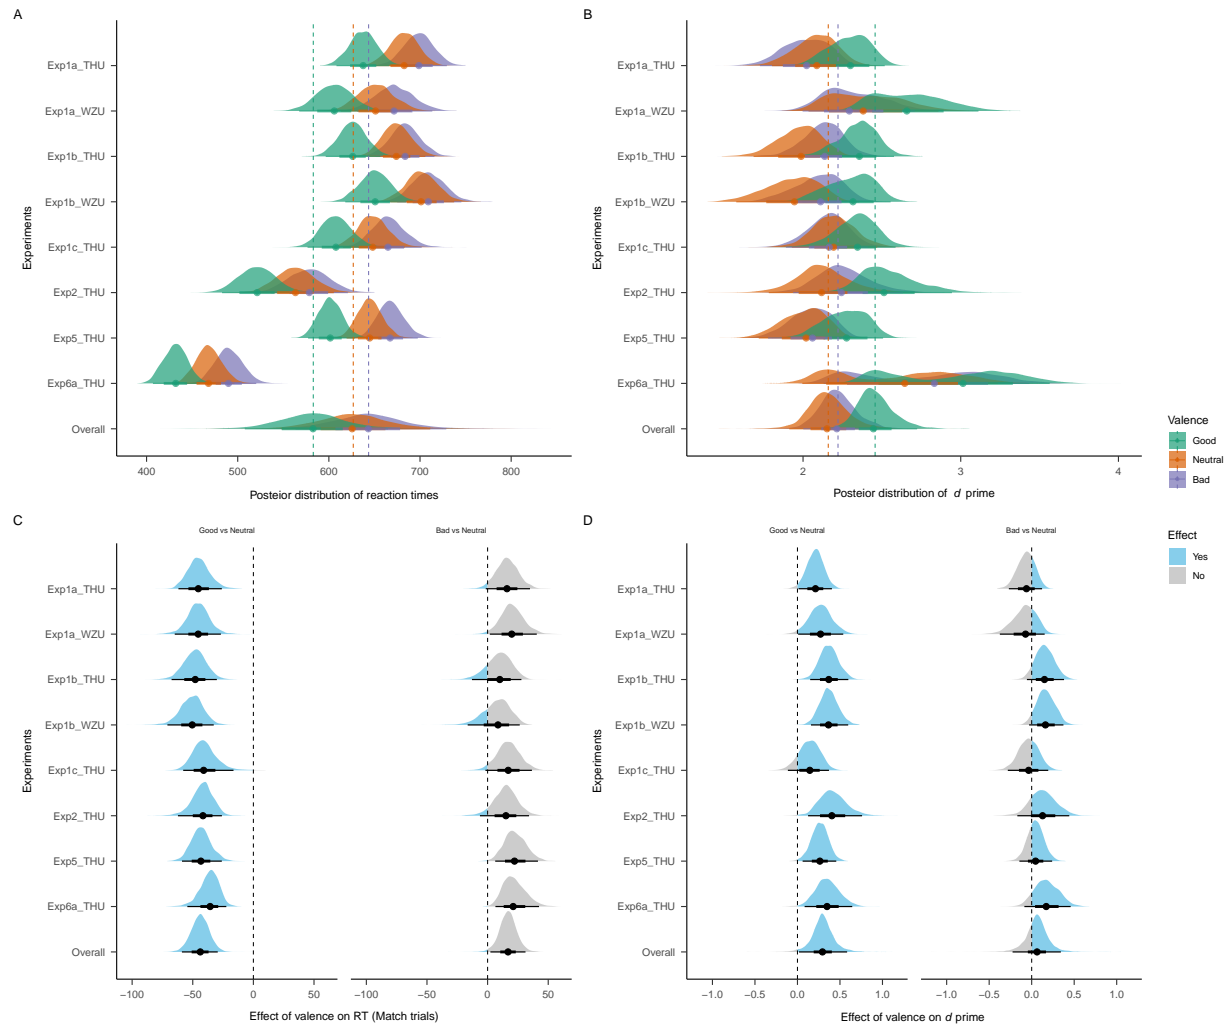 A
B
Experiments
Exp1a_THU
Exp1a_WZU
Exp1b_THU
Exp1b_WZU
Exp1c_THU
Exp2_THU
Exp5_THU
Exp6a_THU
Overall
400 500 600 700 800
Posteior distribution of reaction times
Experiments
Exp1a_THU
Exp1a_WZU
Exp1b_THU
Exp1b_WZU
Exp1c_THU
Exp2_THU
Exp5_THU
Exp6a_THU
Overall
2 3 4
Posteior distribution of d prime
Valence
Good
Neutral
Bad
C
D
Good vs Neutral
Bad vs Neutral
Experiments
Exp1a_THU
Exp1a_WZU
Exp1b_THU
Exp1b_WZU
Exp1c_THU
Exp2_THU
Exp5_THU
Exp6a_THU
Overall
−100 −50 0 50
−100 −50 0 50
Effect of valence on RT (Match trials)
Good vs Neutral
Bad vs Neutral
Experiments
Exp1a_THU
Exp1a_WZU
Exp1b_THU
Exp1b_WZU
Exp1c_THU
Exp2_THU
Exp5_THU
Exp6a_THU
Overall
−1.0 −0.5 0.0 0.5 1.0
−1.0 −0.5 0.0 0.5 1.0
Effect of valence on d prime
Effect
Yes
No